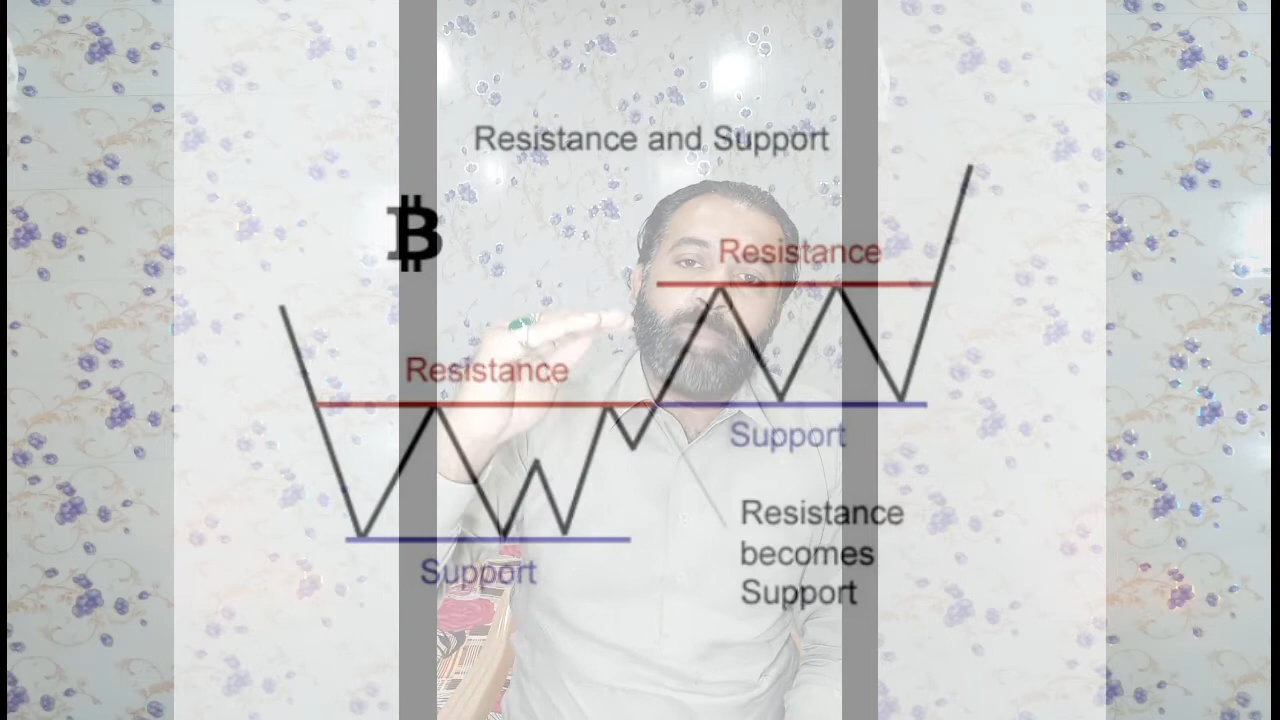 Resistance and Support
₿
Resistance
Resistance
Support
Support
Resistance
becomes
Support